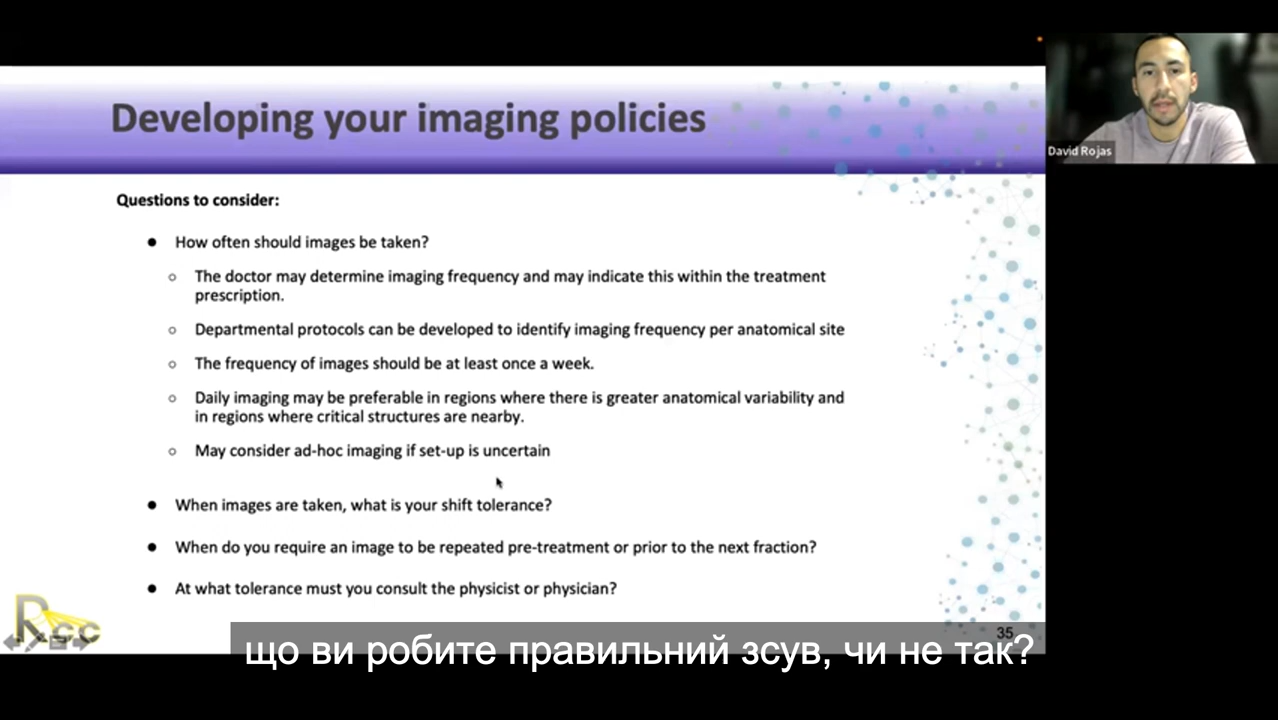 Developing your imaging policies
David Rojas
Questions to consider:
● How often should images be taken?
○ The doctor may determine imaging frequency and may indicate this within the treatment
prescription.
○ Departmental protocols can be developed to identify imaging frequency per anatomical site
○ The frequency of images should be at least once a week.
○ Daily imaging may be preferable in regions where there is greater anatomical variability and
in regions where critical structures are nearby.
○ May consider ad-hoc imaging if set-up is uncertain
● When images are taken, what is your shift tolerance?
● When do you require an image to be repeated pre-treatment or prior to the next fraction?
● At what tolerance must you consult the physicist or physician?
Rcc
35
що ви робите правильний зсув, чи не так?